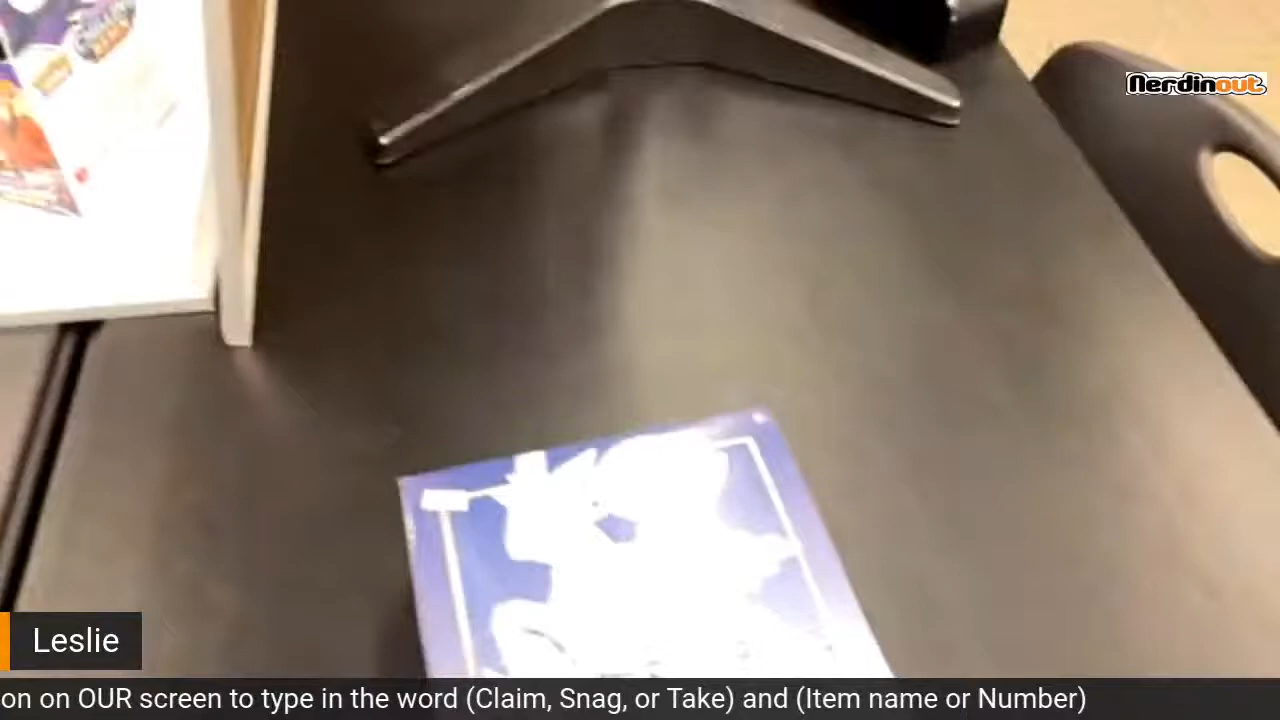 Nerdinout
Leslie
on on OUR screen to type in the word (Claim, Snag, or Take) and (Item name or Number)